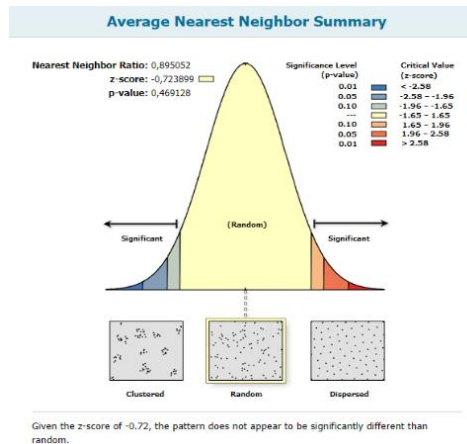 Average Nearest Neighbor Summary
Nearest Neighbor Ratio: 0,895052
z-score: -0,723899
p-value: 0,469128
Significance Level
(p-value)
Critical Value
(z-score)
0.01 < -2.58
0.05 -2.58 - -1.96
0.10 -1.96 - -1.65
--- -1.65 - 1.65
0.10 1.65 - 1.96
0.05 1.96 - 2.58
0.01 > 2.58
(Random)
Significant Significant
Clustered Random Dispersed
Given the z-score of -0.72, the pattern does not appear to be significantly different than
random.